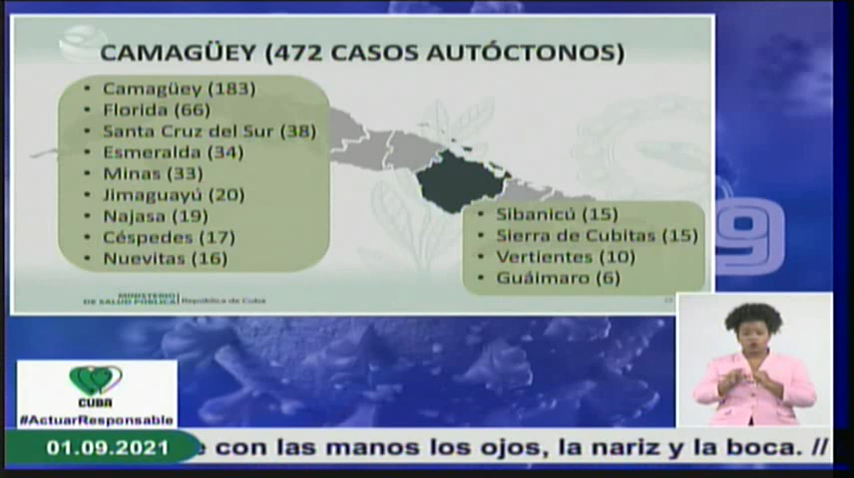 CAMAGÜEY (472 CASOS AUTÓCTONOS)
• Camagüey (183)
• Florida (66)
• Santa Cruz del Sur (38)
• Esmeralda (34)
• Minas (33)
• Jimaguayú (20)
• Najasa (19)
• Céspedes (17)
• Nuevitas (16)
• Sibanicú (15)
• Sierra de Cubitas (15)
• Vertientes (10)
• Guáimaro (6)
9
MINISTERIO
DE SALUD PÚBLICA
República de Cuba
CUBA
#ActuarResponsable
01.09.2021
con las manos los ojos, la nariz y la boca. //